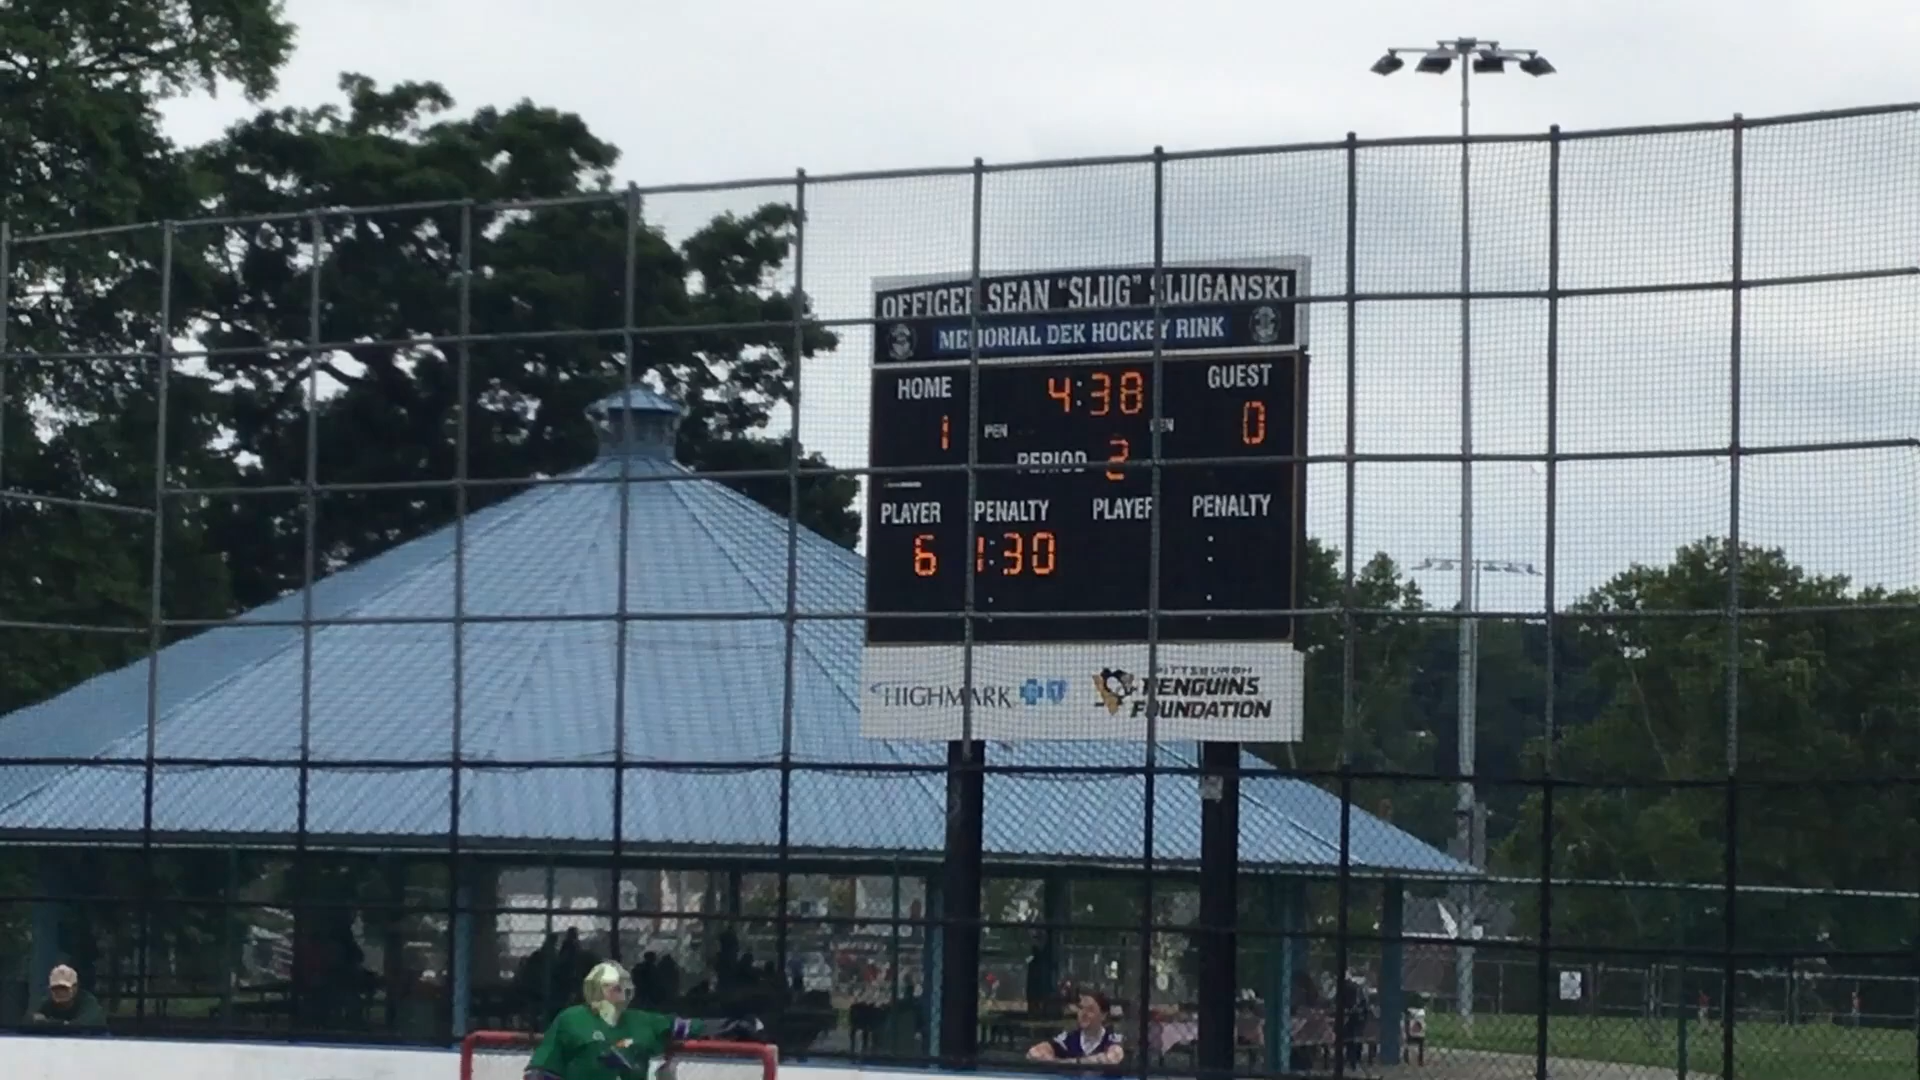 OFFICER SEAN "SLUG" SLUGANSKI
MEMORIAL DEK HOCKEY RINK
HOME 4:38 GUEST
1 PEN PEN 0
PERIOD 2
PLAYER PENALTY PLAYER PENALTY
6 1:30 :
HIGHMARK
PITTSBURGH
PENGUINS
FOUNDATION